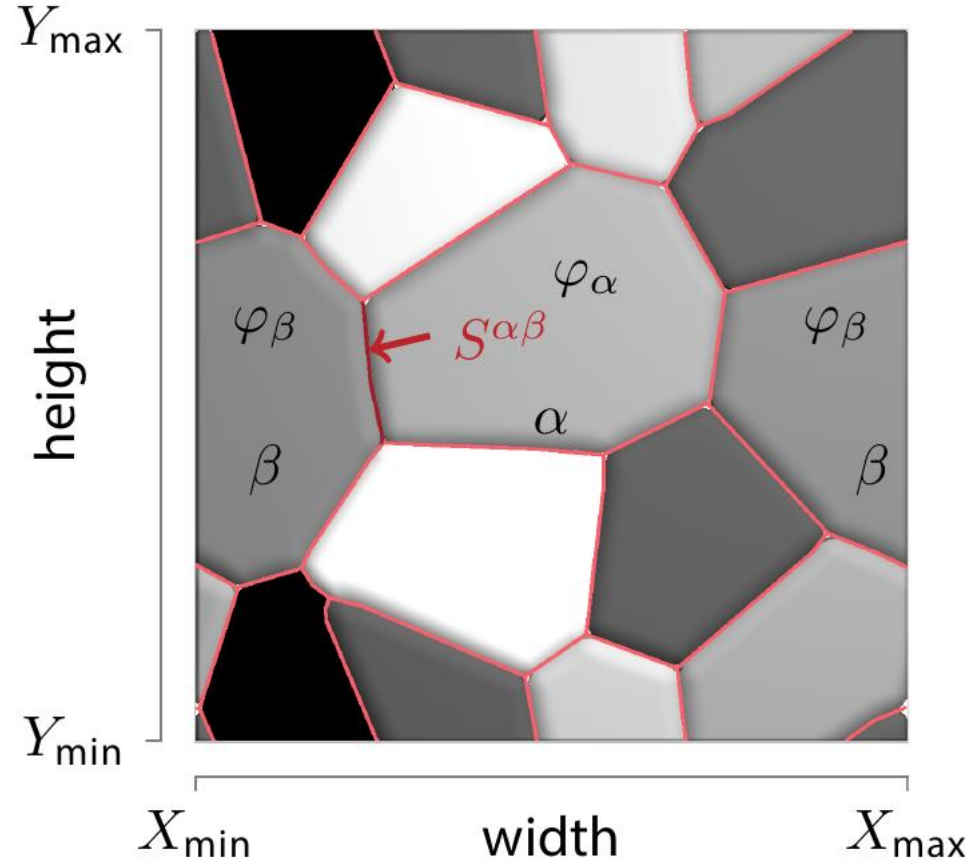 Y_max
φ_α
φ_β
φ_β
S^{αβ}
height
α
β
β
Y_min
X_min
width
X_max